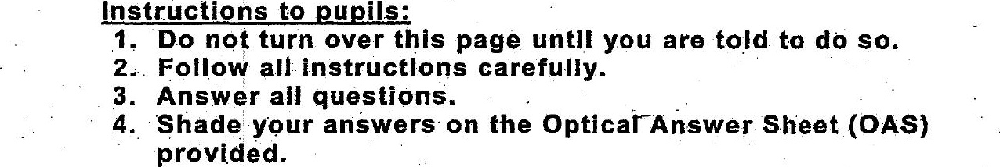 Instructions to pupils:
1. Do not turn over this page until you are told to do so.
2. Follow all instructions carefully.
3. Answer all questions.
4. Shade your answers on the Optical Answer Sheet (OAS)
provided.